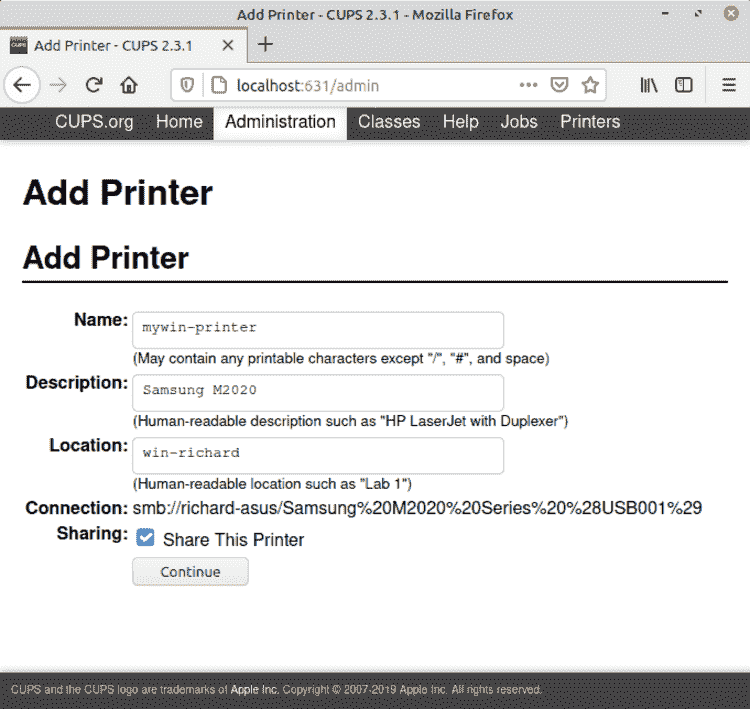 Add Printer - CUPS 2.3.1 - Mozilla Firefox
CUPS Add Printer - CUPS 2.3.1
localhost:631/admin
CUPS.org Home Administration Classes Help Jobs Printers
Add Printer
Add Printer
Name: mywin-printer
(May contain any printable characters except "/", "#", and space)
Description: Samsung M2020
(Human-readable description such as "HP LaserJet with Duplexer")
Location: win-richard
(Human-readable location such as "Lab 1")
Connection: smb://richard-asus/Samsung%20M2020%20Series%20%28USB001%29
Sharing: Share This Printer
Continue
CUPS and the CUPS logo are trademarks of Apple Inc. Copyright © 2007-2019 Apple Inc. All rights reserved.